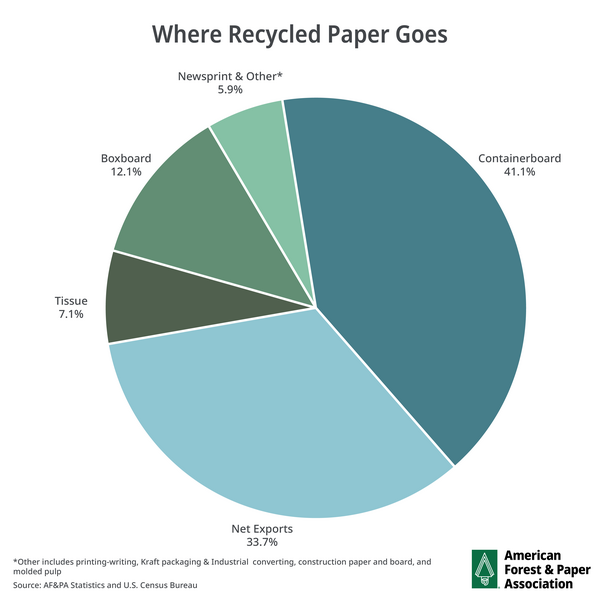 Where Recycled Paper Goes
Newsprint & Other*
5.9%
Boxboard
12.1%
Containerboard
41.1%
Tissue
7.1%
Net Exports
33.7%
*Other includes printing-writing, Kraft packaging & Industrial converting, construction paper and board, and
molded pulp
Source: AF&PA Statistics and U.S. Census Bureau
American
Forest & Paper
Association